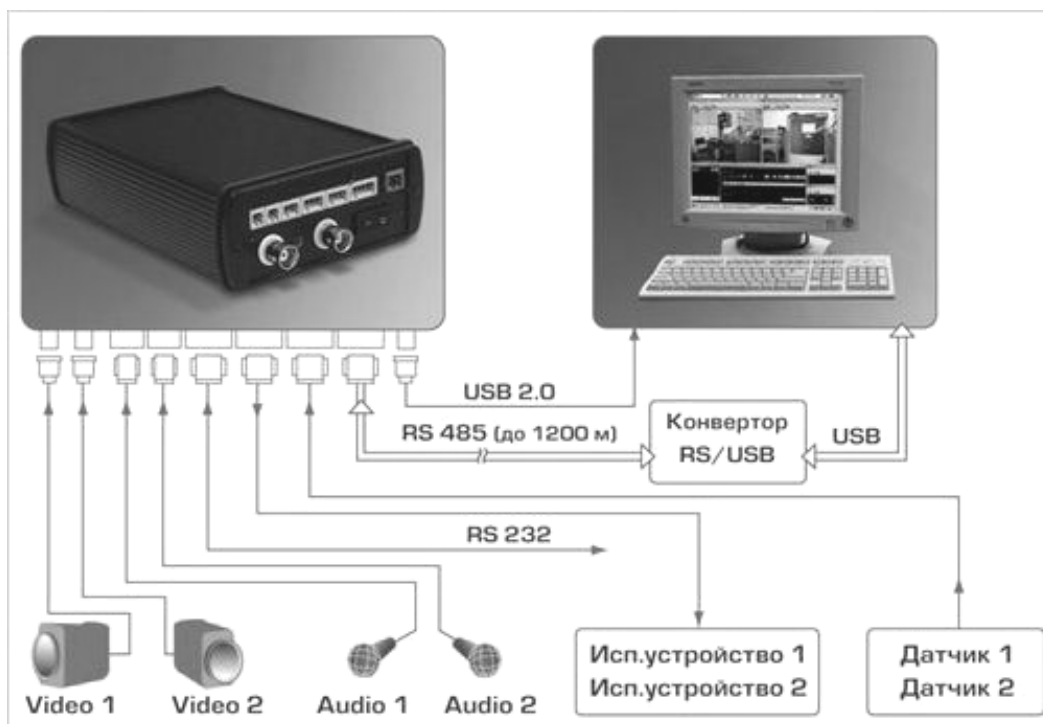 USB 2.0
RS 485 (до 1200 м)
Конвертор
RS/USB
USB
RS 232
Исп.устройство 1
Исп.устройство 2
Датчик 1
Датчик 2
Video 1
Video 2
Audio 1
Audio 2